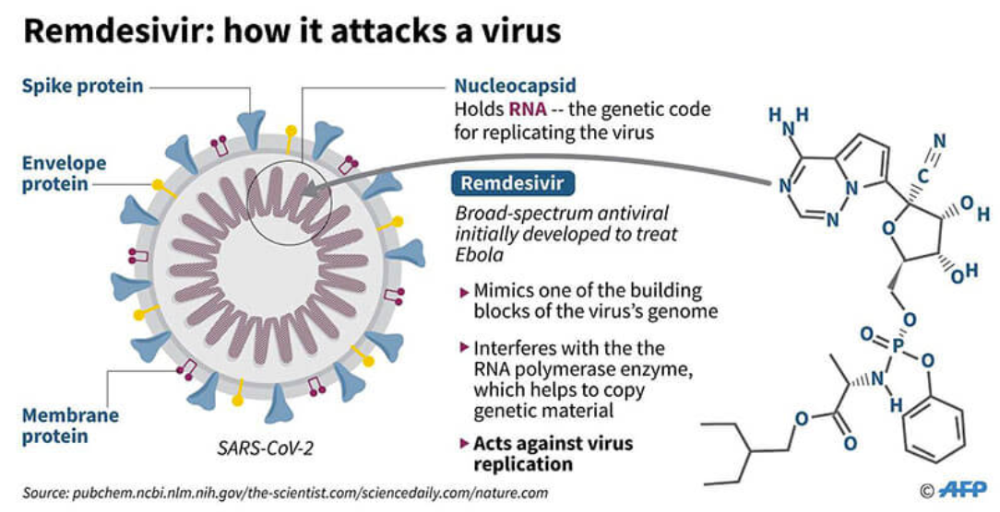 Remdesivir: how it attacks a virus
Spike protein
Envelope
protein
Membrane
protein
SARS-CoV-2
Nucleocapsid
Holds RNA -- the genetic code
for replicating the virus
Remdesivir
Broad-spectrum antiviral
initially developed to treat
Ebola
Mimics one of the building
blocks of the virus's genome
Interferes with the the
RNA polymerase enzyme,
which helps to copy
genetic material
Acts against virus
replication
H H
N
N
N
N
C
N
O
O
H
OH
O
O
P
O
N
H
O
O
Source: pubchem.ncbi.nlm.nih.gov/the-scientist.com/sciencedaily.com/nature.com
© AFP